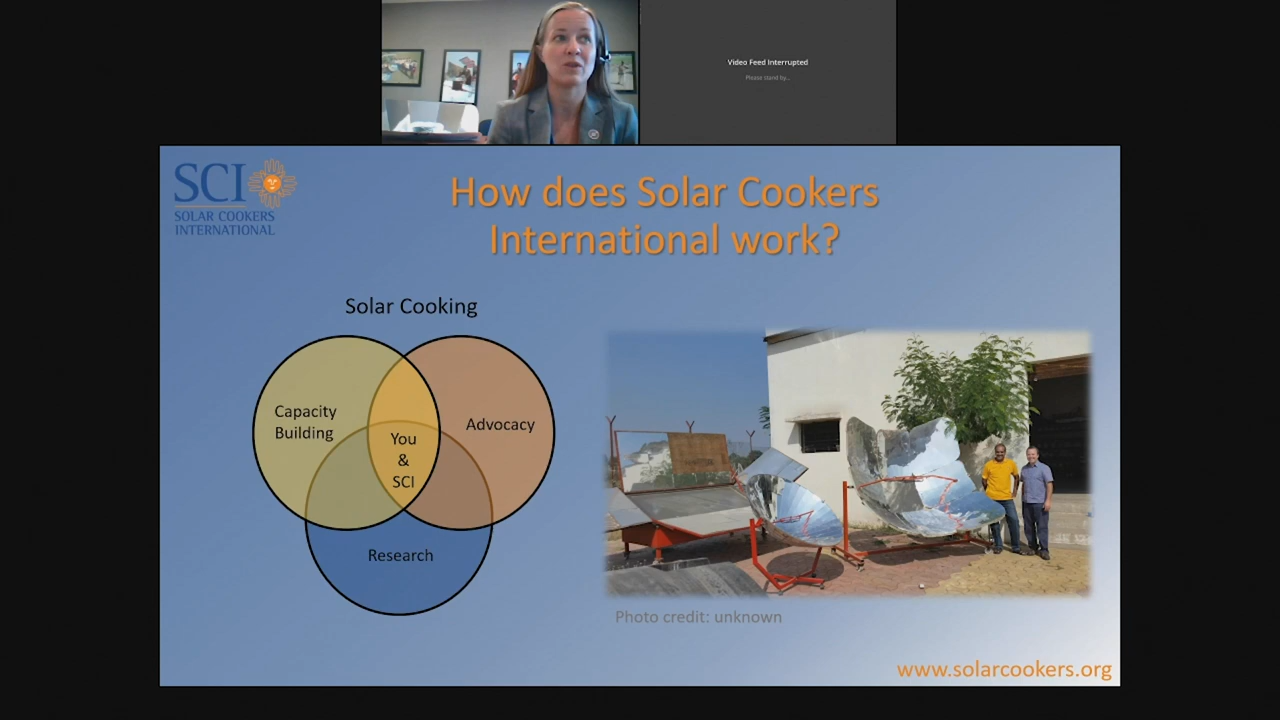 Video Feed Interrupted
Please stand by...
SCI
SOLAR COOKERS
INTERNATIONAL
How does Solar Cookers
International work?
Solar Cooking
Capacity
Building
Advocacy
You
&
SCI
Research
Photo credit: unknown
www.solarcookers.org